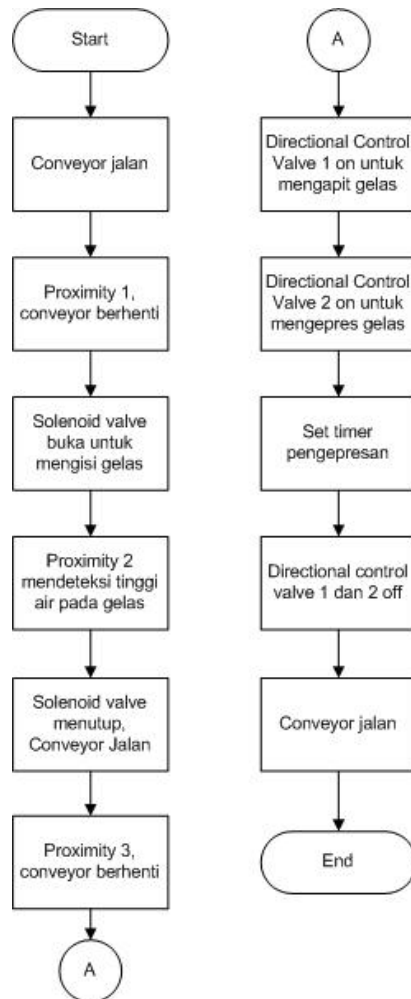 Start
Conveyor jalan
Proximity 1,
conveyor berhenti
Solenoid valve
buka untuk
mengisi gelas
Proximity 2
mendeteksi tinggi
air pada gelas
Solenoid valve
menutup,
Conveyor Jalan
Proximity 3,
conveyor berhenti
A
A
Directional Control
Valve 1 on untuk
mengapit gelas
Directional Control
Valve 2 on untuk
mengepres gelas
Set timer
pengepresan
Directional control
valve 1 dan 2 off
Conveyor jalan
End